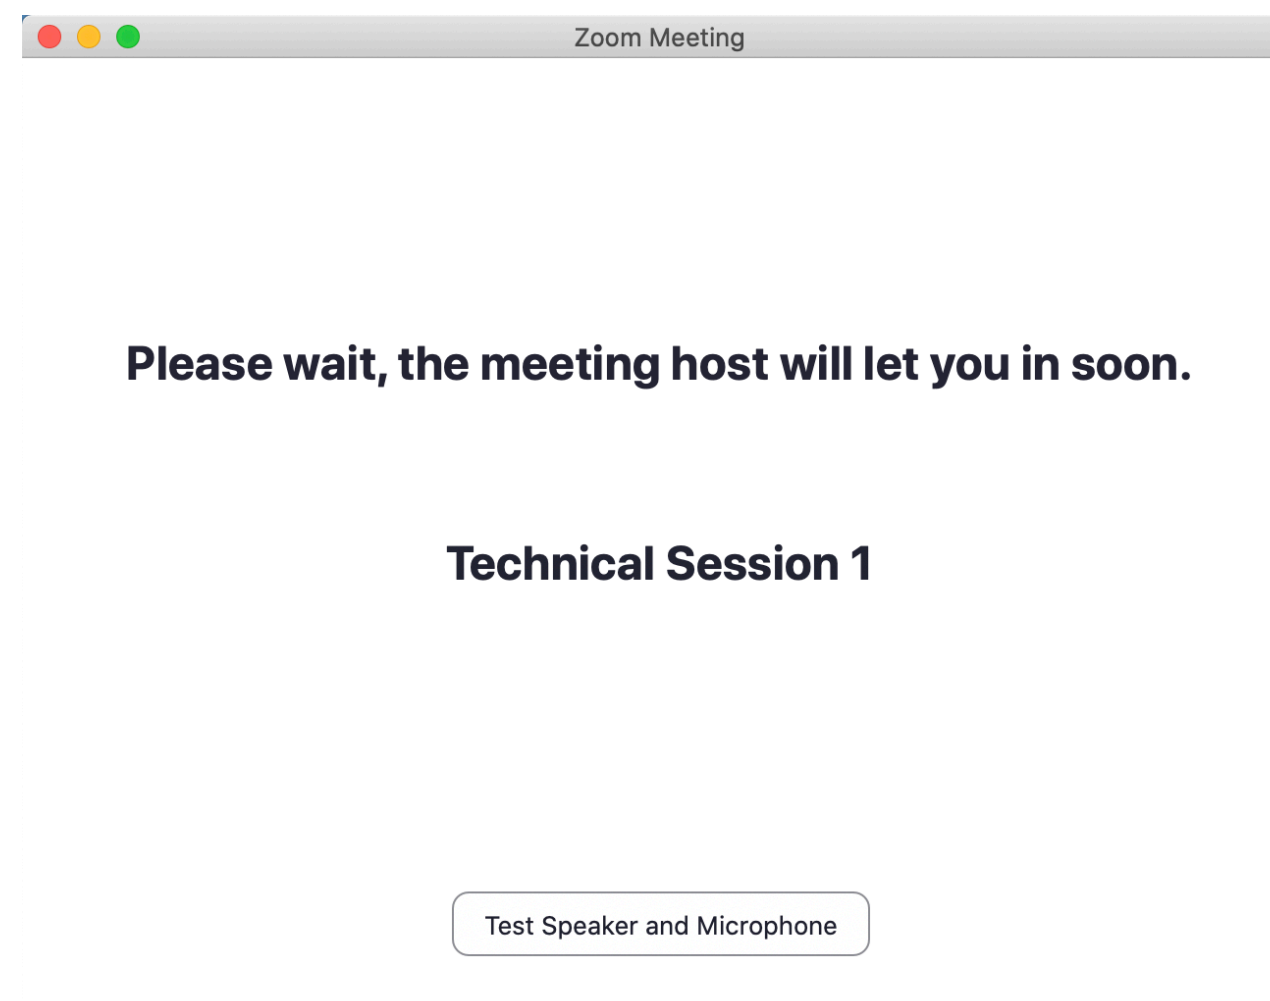 Zoom Meeting
Please wait, the meeting host will let you in soon.
Technical Session 1
Test Speaker and Microphone